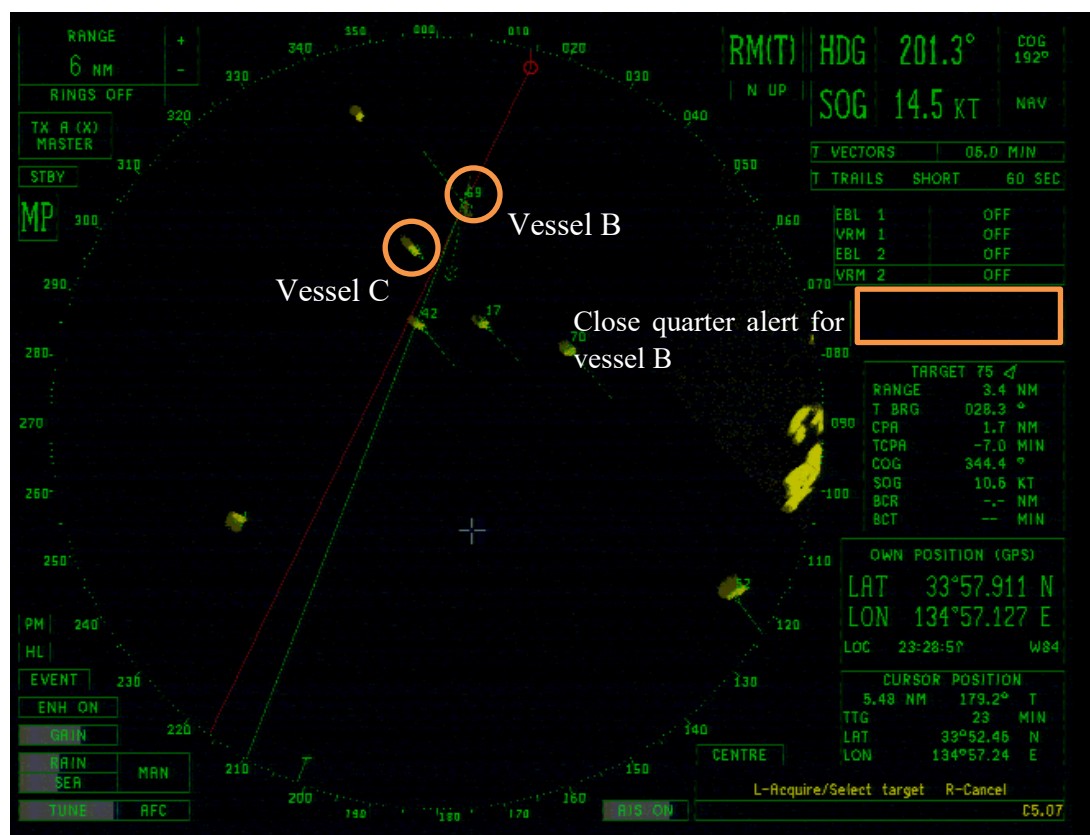 RANGE
+
6 NM
-
RINGS OFF
TX A (X)
MASTER
STBY
MP
350
000
010
340
020
330
030
320
040
310
050
300
060
290
070
280
080
270
090
260
100
250
110
240
120
230
130
220
140
210
150
200
190
180
170
160
69
Vessel B
Vessel C
42
17
70
57
Close quarter alert for
vessel B
RM(T)
HDG 201.3°
COG
192°
N UP
SOG 14.5 KT
NAV
T VECTORS 06.0 MIN
T TRAILS SHORT 60 SEC
EBL 1 OFF
VRM 1 OFF
EBL 2 OFF
VRM 2 OFF
TARGET 75
RANGE 3.4 NM
T BRG 028.3 °
CPA 1.7 NM
TCPA -7.0 MIN
COG 344.4 °
SOG 10.6 KT
BCR -.- NM
BCT -- MIN
OWN POSITION (GPS)
LAT 33°57.911 N
LON 134°57.127 E
LOC W84
CURSOR POSITION
5.48 NM 179.2° T
TTG 23 MIN
LAT 33°52.46 N
LON 134°57.24 E
PM
HL
EVENT
ENH ON
GAIN
RAIN
SEA
MAN
TUNE
AFC
CENTRE
AIS ON
L-Acquire/Select target R-Cancel
C5.07